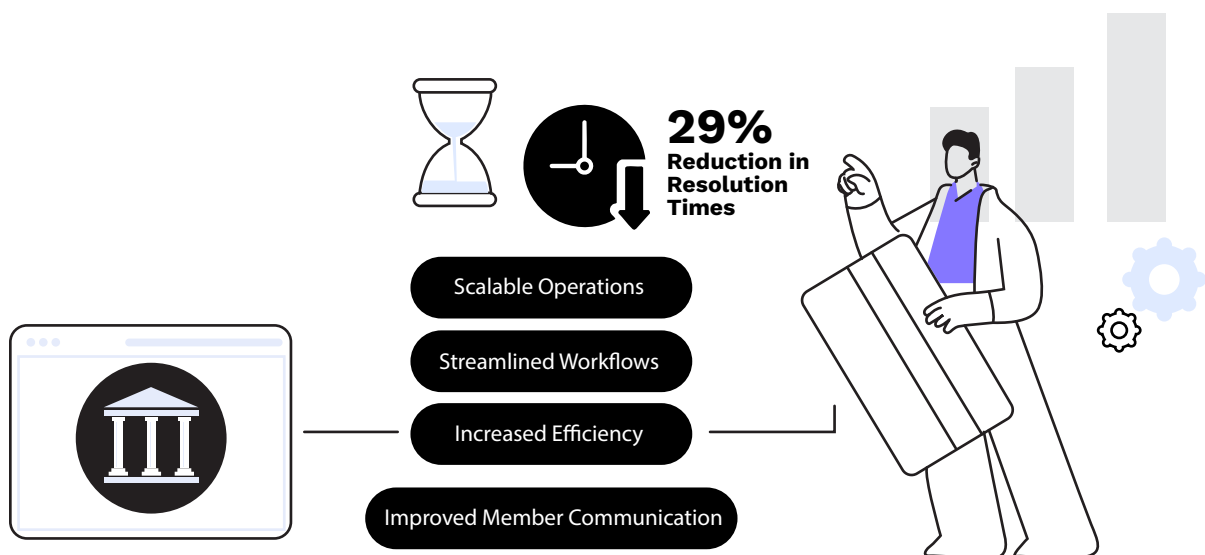 29%
Reduction in
Resolution
Times
Scalable Operations
Streamlined Workflows
Increased Efficiency
Improved Member Communication